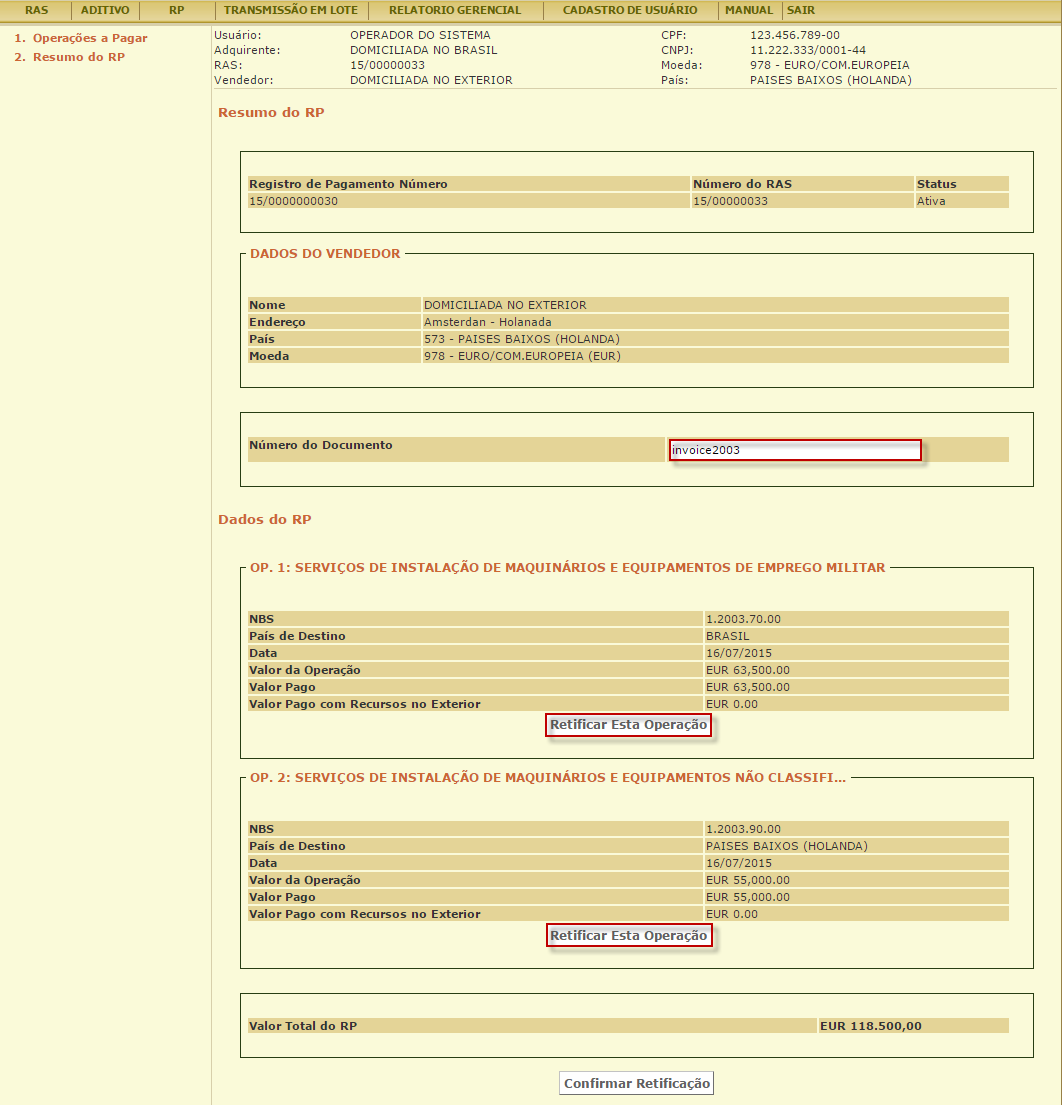 RAS ADITIVO RP TRANSMISSÃO EM LOTE RELATORIO GERENCIAL CADASTRO DE USUÁRIO MANUAL SAIR
1. Operações a Pagar
2. Resumo do RP
Usuário: OPERADOR DO SISTEMA CPF: 123.456.789-00
Adquirente: DOMICILIADA NO BRASIL CNPJ: 11.222.333/0001-44
RAS: 15/00000033 Moeda: 978 - EURO/COM.EUROPEIA
Vendedor: DOMICILIADA NO EXTERIOR País: PAISES BAIXOS (HOLANDA)
Resumo do RP
Registro de Pagamento Número Número do RAS Status
15/0000000030 15/00000033 Ativa
DADOS DO VENDEDOR
Nome DOMICILIADA NO EXTERIOR
Endereço Amsterdan - Holanada
País 573 - PAISES BAIXOS (HOLANDA)
Moeda 978 - EURO/COM.EUROPEIA (EUR)
Número do Documento invoice2003
Dados do RP
OP. 1: SERVIÇOS DE INSTALAÇÃO DE MAQUINÁRIOS E EQUIPAMENTOS DE EMPREGO MILITAR
NBS 1.2003.70.00
País de Destino BRASIL
Data 16/07/2015
Valor da Operação EUR 63,500.00
Valor Pago EUR 63,500.00
Valor Pago com Recursos no Exterior EUR 0.00
Retificar Esta Operação
OP. 2: SERVIÇOS DE INSTALAÇÃO DE MAQUINÁRIOS E EQUIPAMENTOS NÃO CLASSIFI...
NBS 1.2003.90.00
País de Destino PAISES BAIXOS (HOLANDA)
Data 16/07/2015
Valor da Operação EUR 55,000.00
Valor Pago EUR 55,000.00
Valor Pago com Recursos no Exterior EUR 0.00
Retificar Esta Operação
Valor Total do RP EUR 118.500,00
Confirmar Retificação